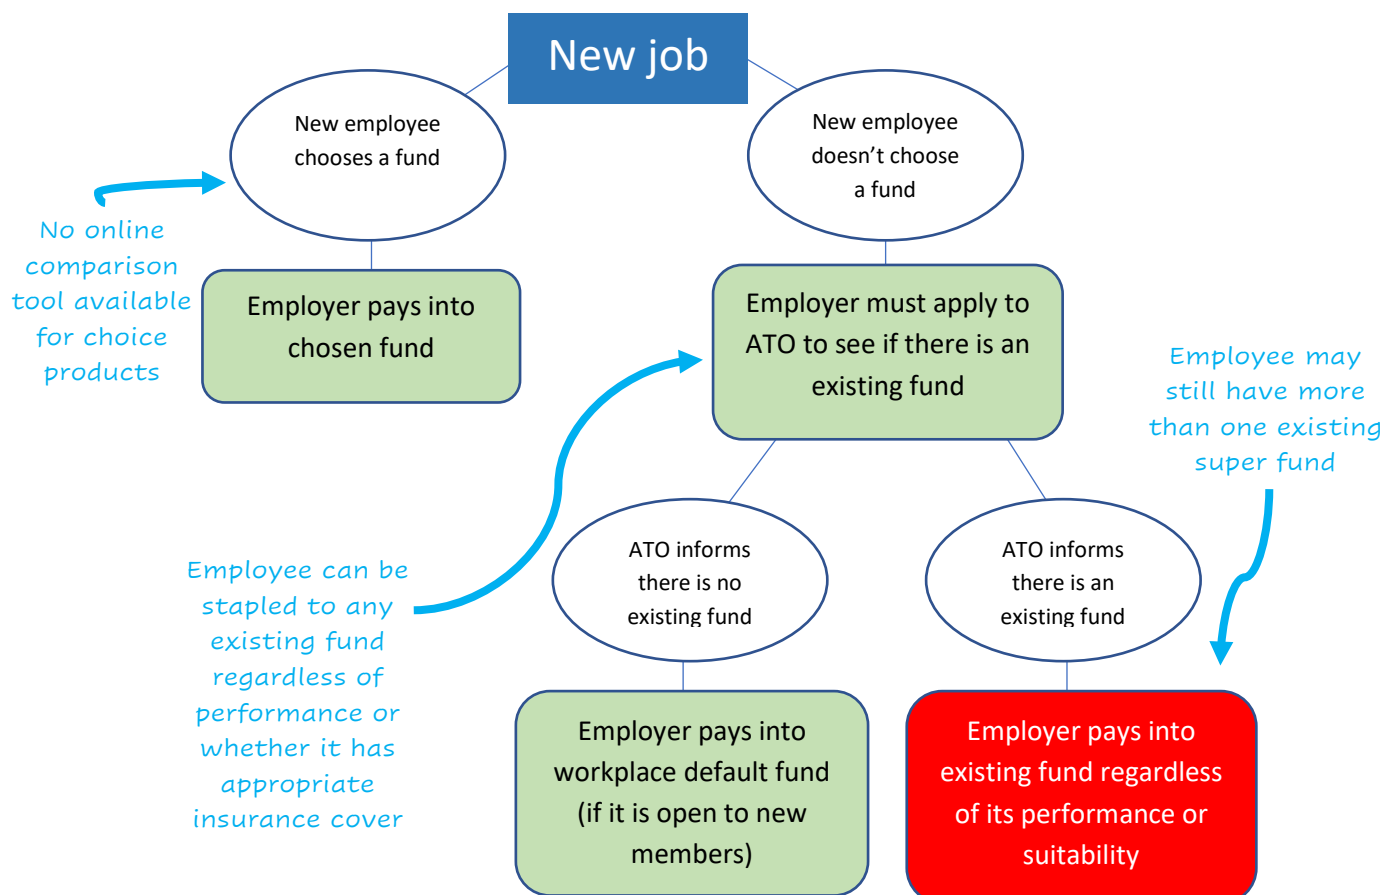 New job
New employee
chooses a fund
New employee
doesn’t choose
a fund
No online
comparison
tool available
for choice
products
Employer pays into
chosen fund
Employer must apply to
ATO to see if there is an
existing fund
Employee may
still have more
than one existing
super fund
Employee can be
stapled to any
existing fund
regardless of
performance or
whether it has
appropriate
insurance cover
ATO informs
there is no
existing fund
ATO informs
there is an
existing fund
Employer pays into
workplace default fund
(if it is open to new
members)
Employer pays into
existing fund regardless
of its performance or
suitability